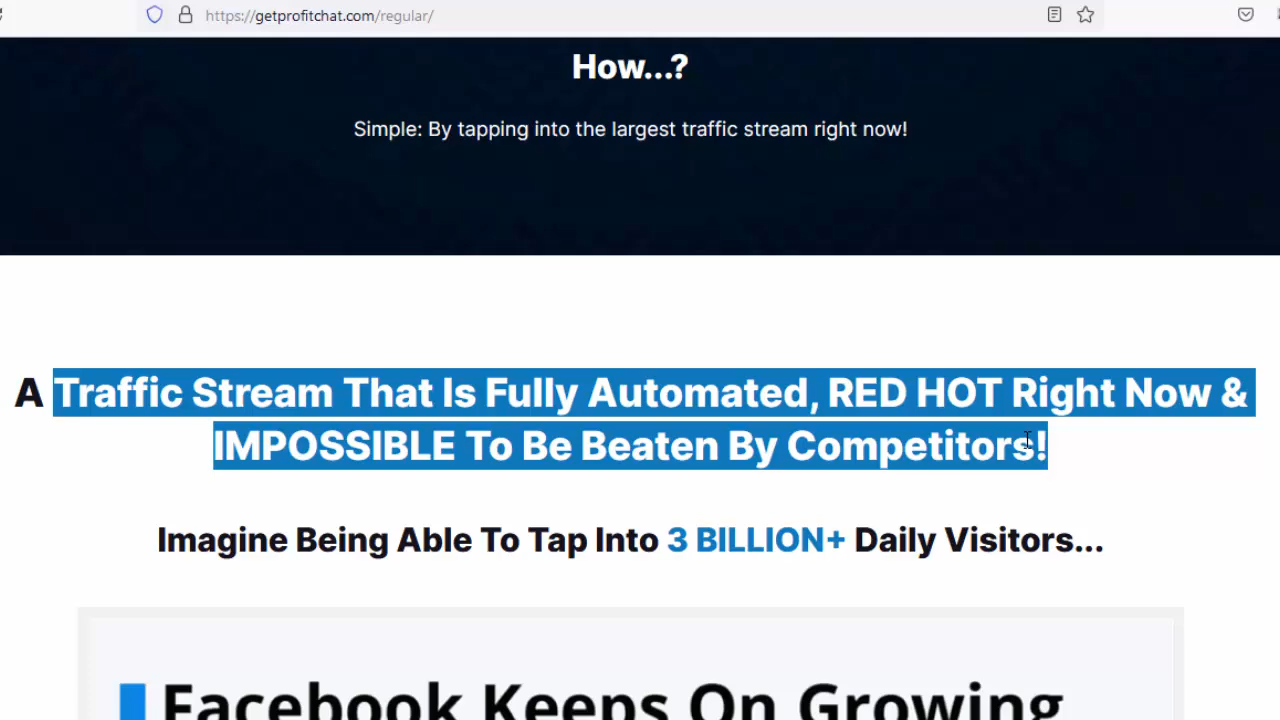 https://getprofitchat.com/regular/
How...?
Simple: By tapping into the largest traffic stream right now!
A Traffic Stream That Is Fully Automated, RED HOT Right Now &
IMPOSSIBLE To Be Beaten By Competitors!
Imagine Being Able To Tap Into 3 BILLION+ Daily Visitors...
Facebook Keeps On Growing